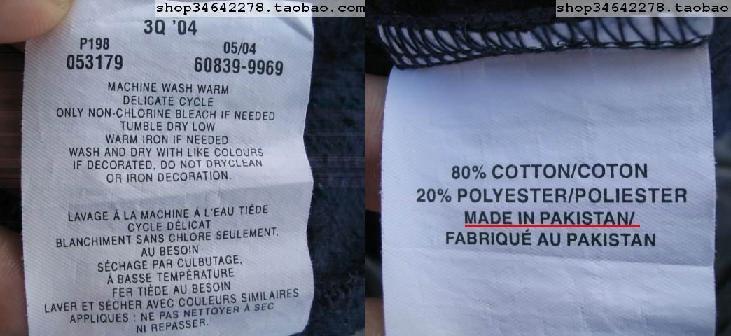 shop34642278.taobao.com
3Q '04
P198 05/04
053179 60839-9969
MACHINE WASH WARM
DELICATE CYCLE
ONLY NON-CHLORINE BLEACH IF NEEDED
TUMBLE DRY LOW
WARM IRON IF NEEDED
WASH AND DRY WITH LIKE COLOURS
IF DECORATED, DO NOT DRYCLEAN
OR IRON DECORATION.
LAVAGE À LA MACHINE À L'EAU TIÈDE
CYCLE DÉLICAT
BLANCHIMENT SANS CHLORE SEULEMENT,
AU BESOIN
SÉCHAGE PAR CULBUTAGE,
À BASSE TEMPÉRATURE
FER TIÈDE AU BESOIN
LAVER ET SÉCHER AVEC COULEURS SIMILAIRES
APPLIQUES : NE PAS NETTOYER À SEC
NI REPASSER.
shop34642278.taobao.com
80% COTTON/COTON
20% POLYESTER/POLIESTER
MADE IN PAKISTAN/
FABRIQUÉ AU PAKISTAN